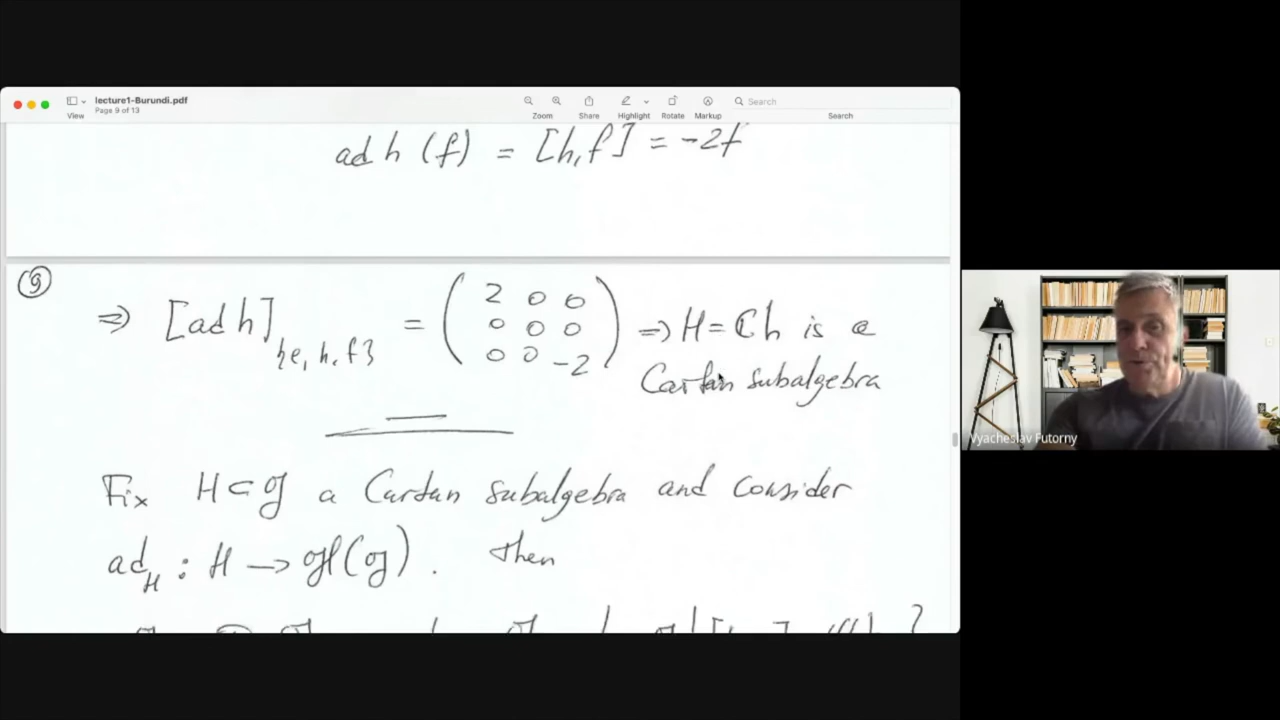 lecture1-Burundi.pdf
Page 9 of 13
View
Zoom
Share
Highlight
Rotate
Markup
Search
Search
ad h (f) = [h,f] = -2f
9
⇒ [ad h]{e, h, f} = ( 2 0 0 ⇒ H = ℂh is a
0 0 0
0 0 -2 ) Cartan subalgebra
Fix H ⊂ 𝔤 a Cartan subalgebra and consider
ad_H : H → 𝔤𝔩(𝔤). Then
Vyacheslav Futorny